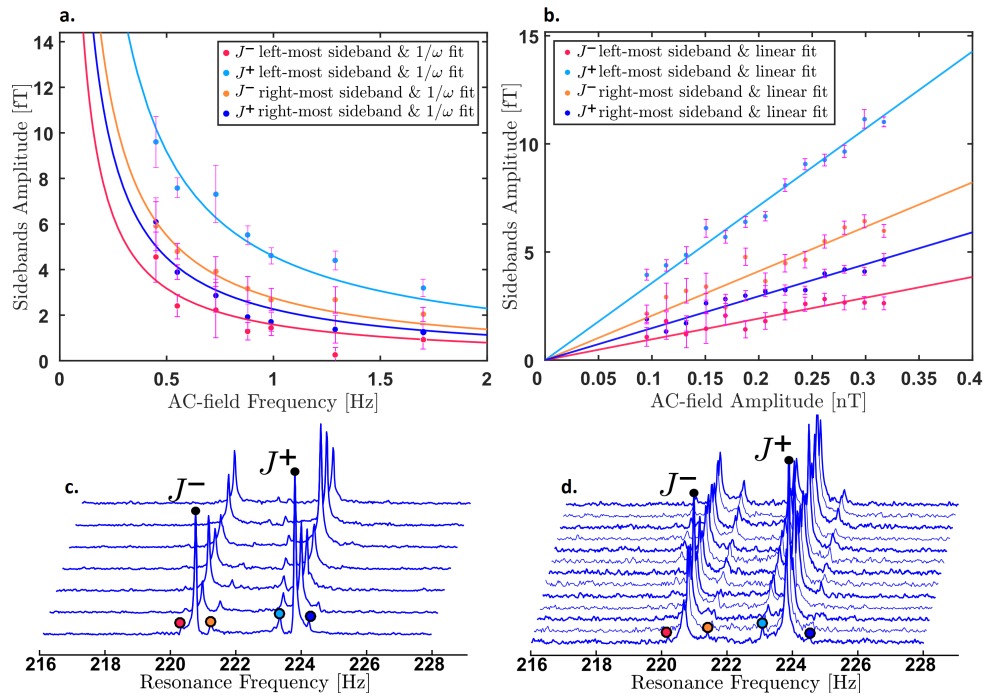 a.
14
12
10
8
6
4
2
0
Sidebands Amplitude [fT]
J− left-most sideband & 1/ω fit
J+ left-most sideband & 1/ω fit
J− right-most sideband & 1/ω fit
J+ right-most sideband & 1/ω fit
0 0.5 1 1.5 2
AC-field Frequency [Hz]
b.
15
10
5
0
Sidebands Amplitude [fT]
J− left-most sideband & linear fit
J+ left-most sideband & linear fit
J− right-most sideband & linear fit
J+ right-most sideband & linear fit
0 0.05 0.1 0.15 0.2 0.25 0.3 0.35 0.4
AC-field Amplitude [nT]
c.
J−
J+
216 218 220 222 224 226 228
Resonance Frequency [Hz]
d.
J−
J+
216 218 220 222 224 226 228
Resonance Frequency [Hz]